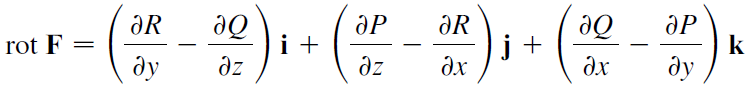 rot F = (∂R/∂y − ∂Q/∂z) i + (∂P/∂z − ∂R/∂x) j + (∂Q/∂x − ∂P/∂y) k